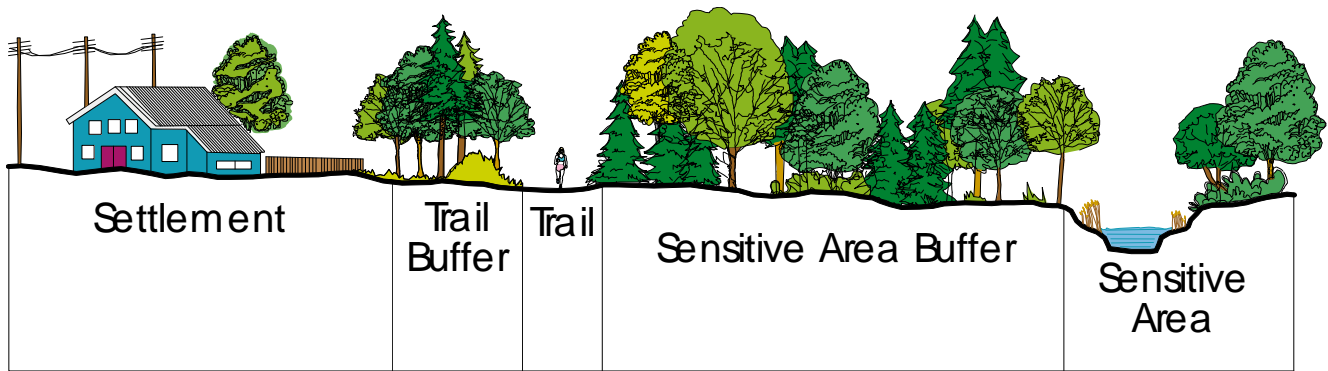 Settlement
Trail
Buffer
Trail
Sensitive Area Buffer
Sensitive
Area